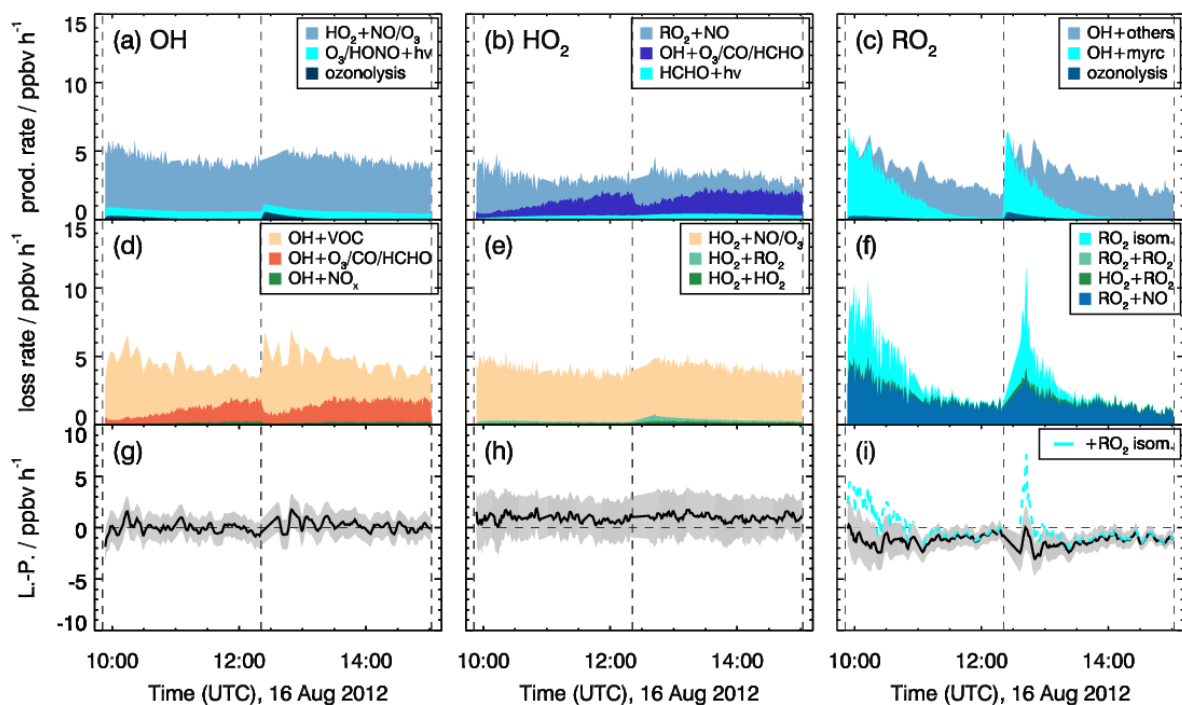 (a) OH
HO₂+NO/O₃
O₃/HONO+hν
ozonolysis
(b) HO₂
RO₂+NO
OH+O₃/CO/HCHO
HCHO+hν
(c) RO₂
OH+others
OH+myrc
ozonolysis
prod. rate / ppbv h⁻¹
15
10
5
0
(d)
OH+VOC
OH+O₃/CO/HCHO
OH+NOₓ
(e)
HO₂+NO/O₃
HO₂+RO₂
HO₂+HO₂
(f)
RO₂ isom.
RO₂+RO₂
HO₂+RO₂
RO₂+NO
loss rate / ppbv h⁻¹
15
10
5
0
(g)
(h)
(i)
+RO₂ isom.
L.-P. / ppbv h⁻¹
10
5
0
-5
-10
10:00 12:00 14:00 10:00 12:00 14:00 10:00 12:00 14:00
Time (UTC), 16 Aug 2012 Time (UTC), 16 Aug 2012 Time (UTC), 16 Aug 2012